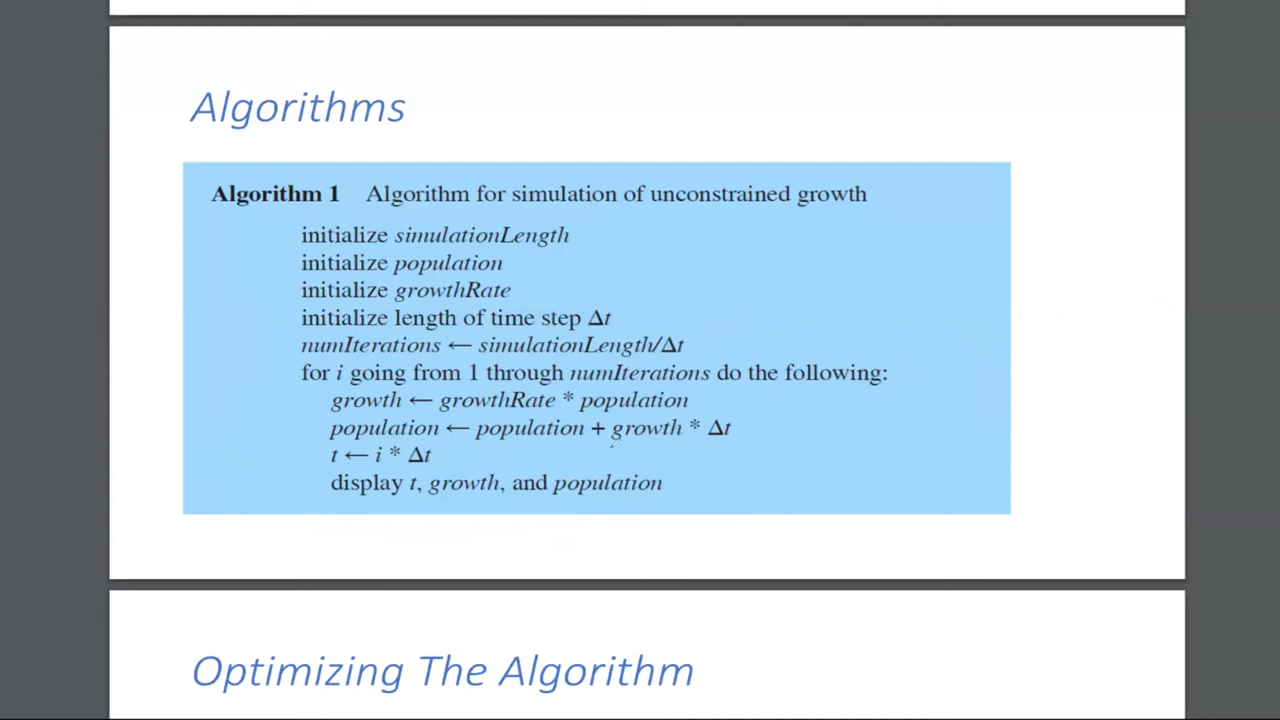 Algorithms
Algorithm 1 Algorithm for simulation of unconstrained growth
initialize simulationLength
initialize population
initialize growthRate
initialize length of time step Δt
numIterations ← simulationLength/Δt
for i going from 1 through numIterations do the following:
growth ← growthRate * population
population ← population + growth * Δt
t ← i * Δt
display t, growth, and population
Optimizing The Algorithm